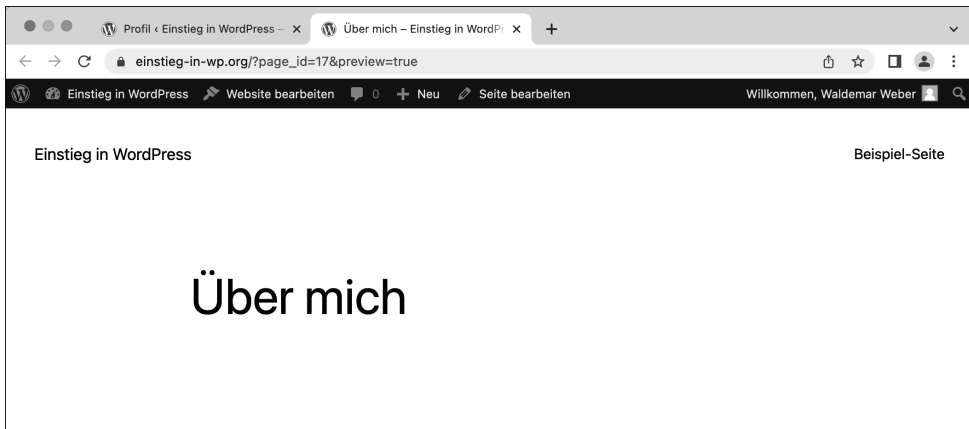 Profil ‹ Einstieg in WordPress – Über mich – Einstieg in WordPr
einstieg-in-wp.org/?page_id=17&preview=true
Einstieg in WordPress Website bearbeiten 0 Neu Seite bearbeiten Willkommen, Waldemar Weber
Einstieg in WordPress Beispiel-Seite
Über mich